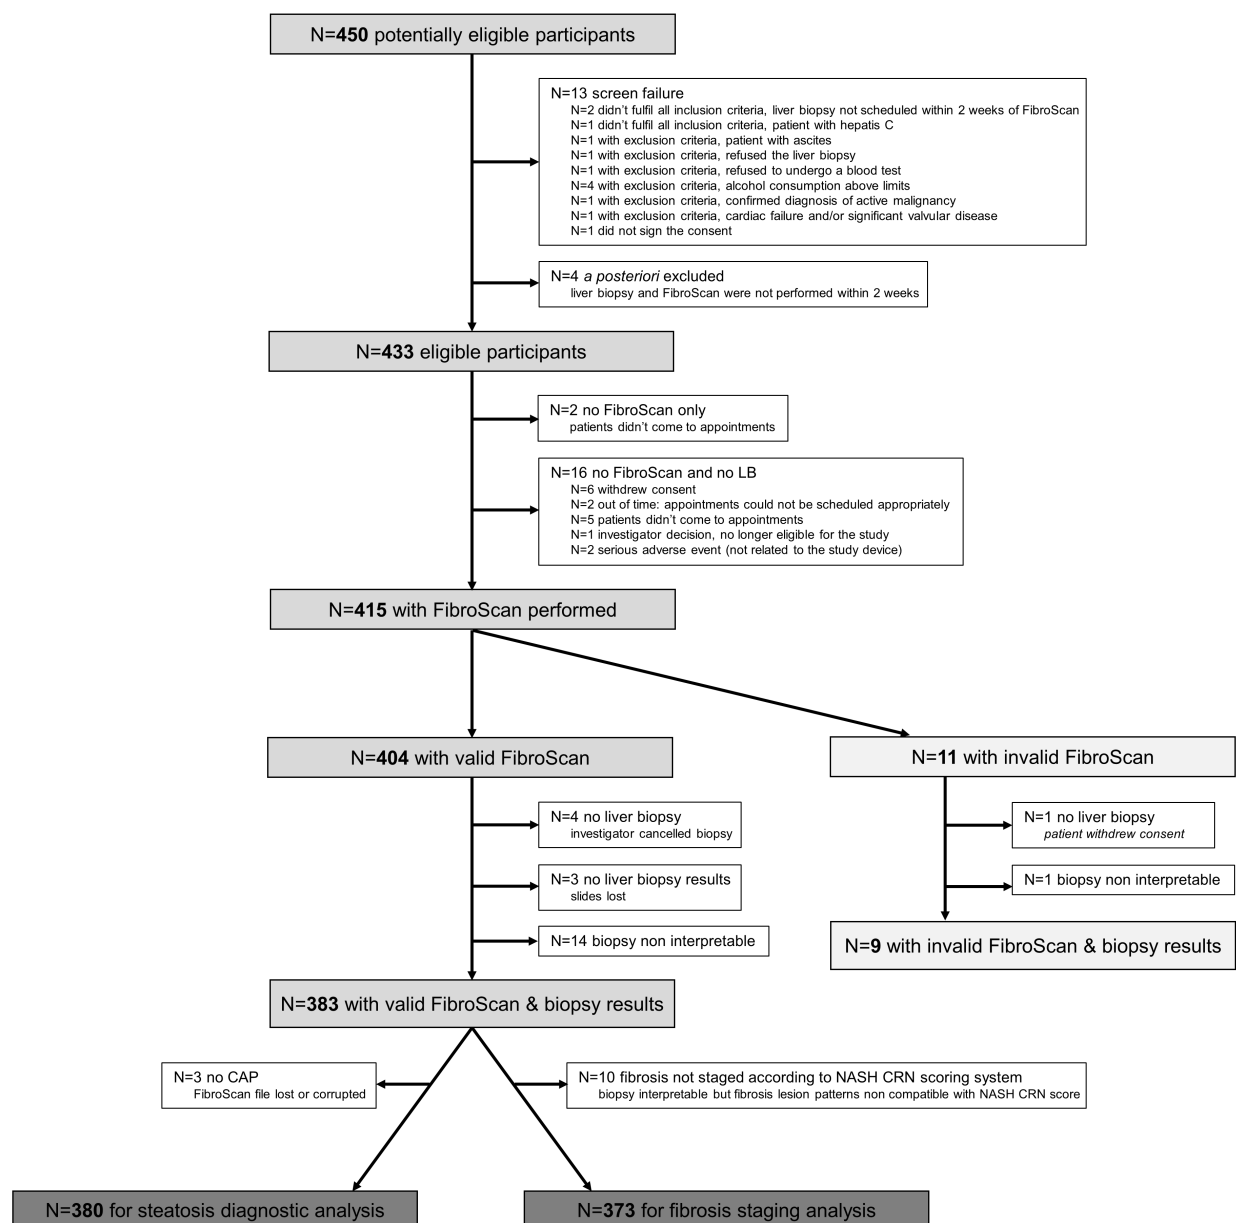 N=450 potentially eligible participants
N=13 screen failure
N=2 didn't fulfil all inclusion criteria, liver biopsy not scheduled within 2 weeks of FibroScan
N=1 didn't fulfil all inclusion criteria, patient with hepatis C
N=1 with exclusion criteria, patient with ascites
N=1 with exclusion criteria, refused the liver biopsy
N=1 with exclusion criteria, refused to undergo a blood test
N=4 with exclusion criteria, alcohol consumption above limits
N=1 with exclusion criteria, confirmed diagnosis of active malignancy
N=1 with exclusion criteria, cardiac failure and/or significant valvular disease
N=1 did not sign the consent
N=4 a posteriori excluded
liver biopsy and FibroScan were not performed within 2 weeks
N=433 eligible participants
N=2 no FibroScan only
patients didn't come to appointments
N=16 no FibroScan and no LB
N=6 withdrew consent
N=2 out of time: appointments could not be scheduled appropriately
N=5 patients didn't come to appointments
N=1 investigator decision, no longer eligible for the study
N=2 serious adverse event (not related to the study device)
N=415 with FibroScan performed
N=404 with valid FibroScan
N=11 with invalid FibroScan
N=4 no liver biopsy
investigator cancelled biopsy
N=1 no liver biopsy
patient withdrew consent
N=3 no liver biopsy results
slides lost
N=1 biopsy non interpretable
N=14 biopsy non interpretable
N=9 with invalid FibroScan & biopsy results
N=383 with valid FibroScan & biopsy results
N=3 no CAP
FibroScan file lost or corrupted
N=10 fibrosis not staged according to NASH CRN scoring system
biopsy interpretable but fibrosis lesion patterns non compatible with NASH CRN score
N=380 for steatosis diagnostic analysis
N=373 for fibrosis staging analysis